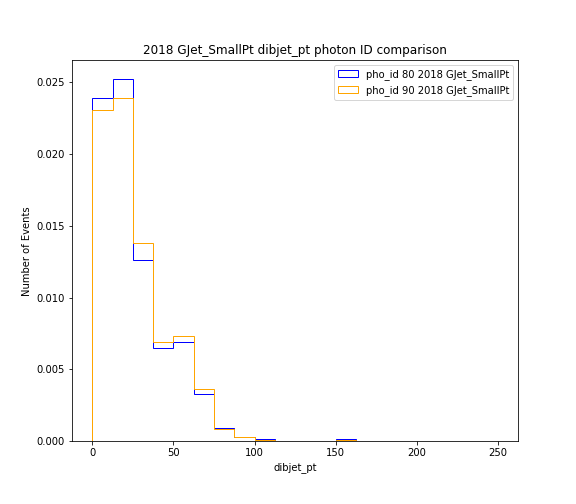 2018 GJet_SmallPt dibjet_pt photon ID comparison
pho_id 80 2018 GJet_SmallPt
pho_id 90 2018 GJet_SmallPt
0.025
0.020
0.015
0.010
0.005
0.000
Number of Events
0 50 100 150 200 250
dibjet_pt